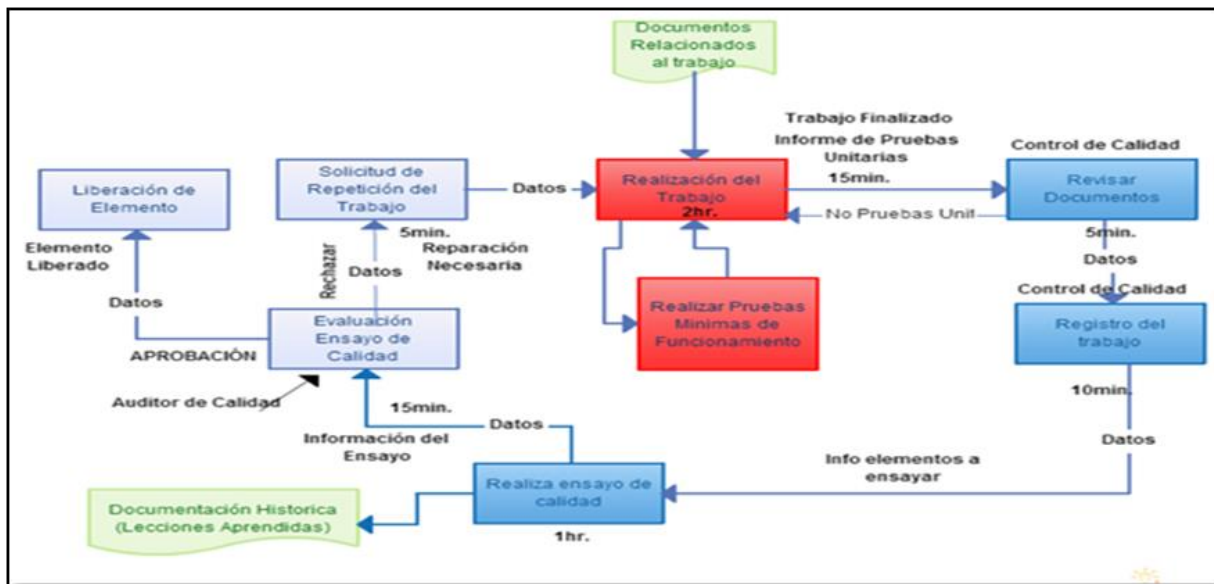 Documentos
Relacionados
al trabajo
Trabajo Finalizado
Informe de Pruebas
Unitarias
15min.
Control de Calidad
Liberación de
Elemento
Solicitud de
Repetición del
Trabajo
Datos
Realización del
Trabajo
2hr.
Revisar
Documentos
No Pruebas Unif
5min.
Reparación
Necesaria
5min.
Elemento
Liberado
Rechazar
Datos
Datos
Datos
Control de Calidad
Evaluación
Ensayo de
Calidad
Realizar Pruebas
Minimas de
Funcionamiento
Registro del
trabajo
APROBACIÓN
Auditor de Calidad
15min.
10min.
Datos
Información del
Ensayo
Datos
Info elementos a
ensayar
Realiza ensayo de
calidad
1hr.
Documentación Historica
(Lecciones Aprendidas)